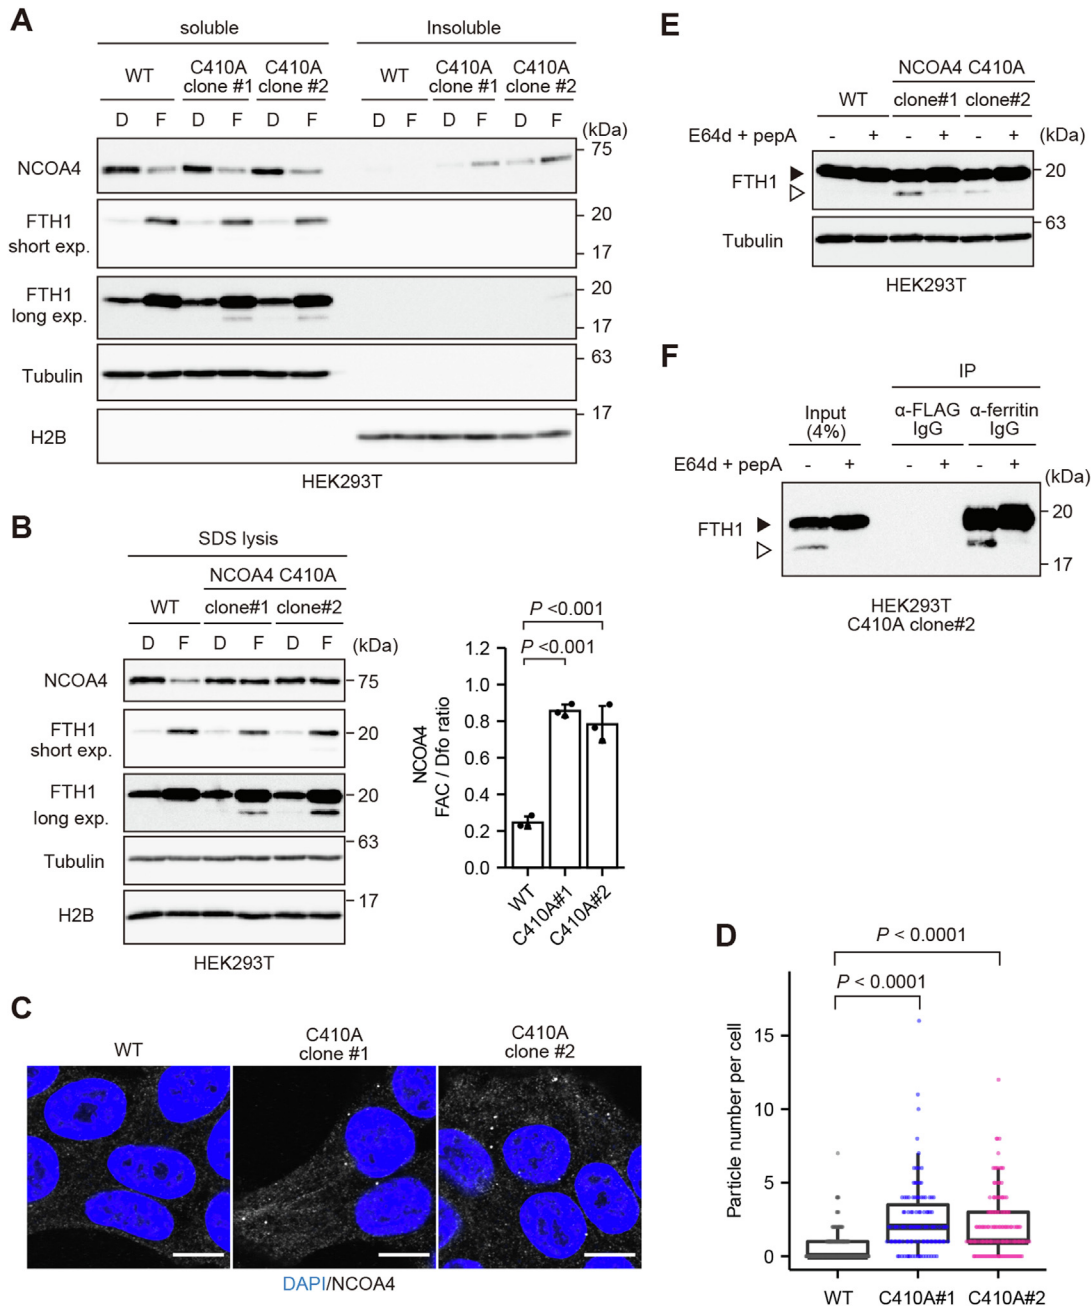 A
soluble
Insoluble
WT
C410A
clone #1
C410A
clone #2
WT
C410A
clone #1
C410A
clone #2
D F D F D F D F D F D F
(kDa)
NCOA4
75
FTH1
short exp.
20
17
FTH1
long exp.
20
17
Tubulin
63
H2B
17
HEK293T
B
SDS lysis
NCOA4 C410A
WT clone#1 clone#2
D F D F D F (kDa)
NCOA4
75
FTH1
short exp.
20
FTH1
long exp.
20
Tubulin
63
H2B
17
HEK293T
P <0.001
P <0.001
NCOA4
FAC / Dfo ratio
1.2
1.0
0.8
0.6
0.4
0.2
0.0
WT
C410A#1
C410A#2
C
WT
C410A
clone #1
C410A
clone #2
DAPI/NCOA4
D
P < 0.0001
P < 0.0001
Particle number per cell
15
10
5
0
WT C410A#1 C410A#2
E
NCOA4 C410A
WT clone#1 clone#2
E64d + pepA - + - + - + (kDa)
FTH1
20
Tubulin
63
HEK293T
F
IP
Input
(4%)
α-FLAG
IgG
α-ferritin
IgG
E64d + pepA - + - + - +
(kDa)
FTH1
20
17
HEK293T
C410A clone#2